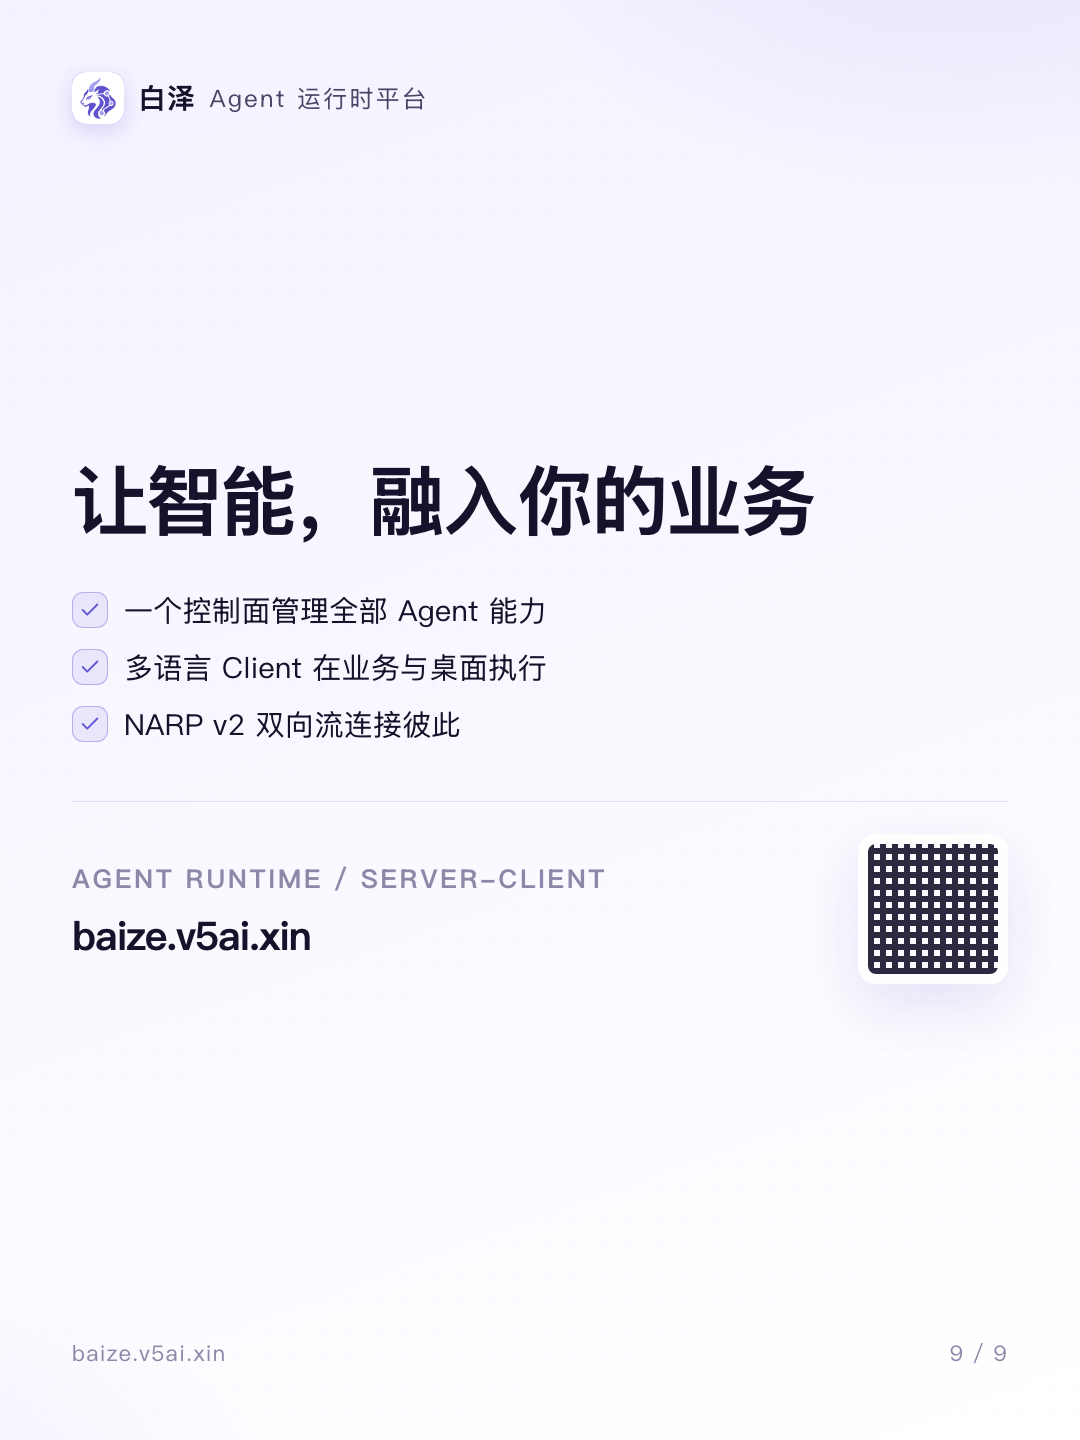 白泽 Agent 运行时平台
让智能，融入你的业务
一个控制面管理全部 Agent 能力
多语言 Client 在业务与桌面执行
NARP v2 双向流连接彼此
AGENT RUNTIME / SERVER–CLIENT
baize.v5ai.xin
baize.v5ai.xin
9 / 9